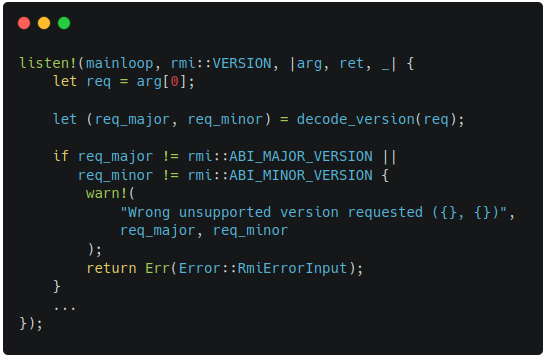 listen!(mainloop, rmi::VERSION, |arg, ret, _| {
    let req = arg[0];
    let (req_major, req_minor) = decode_version(req);
    if req_major != rmi::ABI_MAJOR_VERSION ||
       req_minor != rmi::ABI_MINOR_VERSION {
        warn!(
            "Wrong unsupported version requested ({}, {})",
            req_major, req_minor
        );
        return Err(Error::RmiErrorInput);
    }
    ...
});